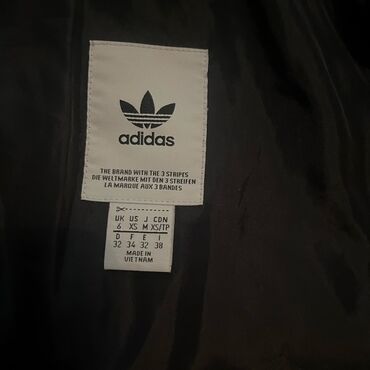 adidas
THE BRAND WITH THE 3 STRIPES
DIE WELTMARKE MIT DEN 3 STREIFEN
LA MARQUE AUX 3 BANDES
UK US J CDN
6 XS M XS/TP
D F E I
32 34 32 38
MADE IN
VIETNAM